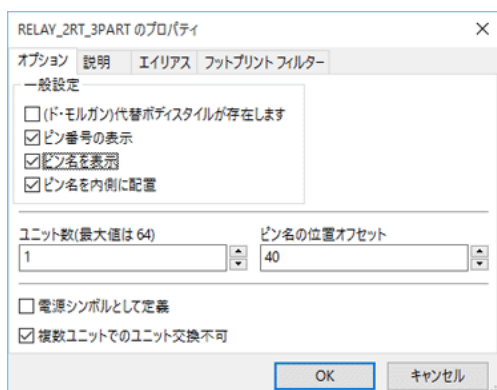 RELAY_2RT_3PART のプロパティ
オプション 説明 エイリアス フットプリント フィルター
一般設定
(ド・モルガン)代替ボディスタイルが存在します
ピン番号の表示
ピン名を表示
ピン名を内側に配置
ユニット数(最大値は 64) ピン名の位置オフセット
1 40
電源シンボルとして定義
複数ユニットでのユニット交換不可
OK キャンセル